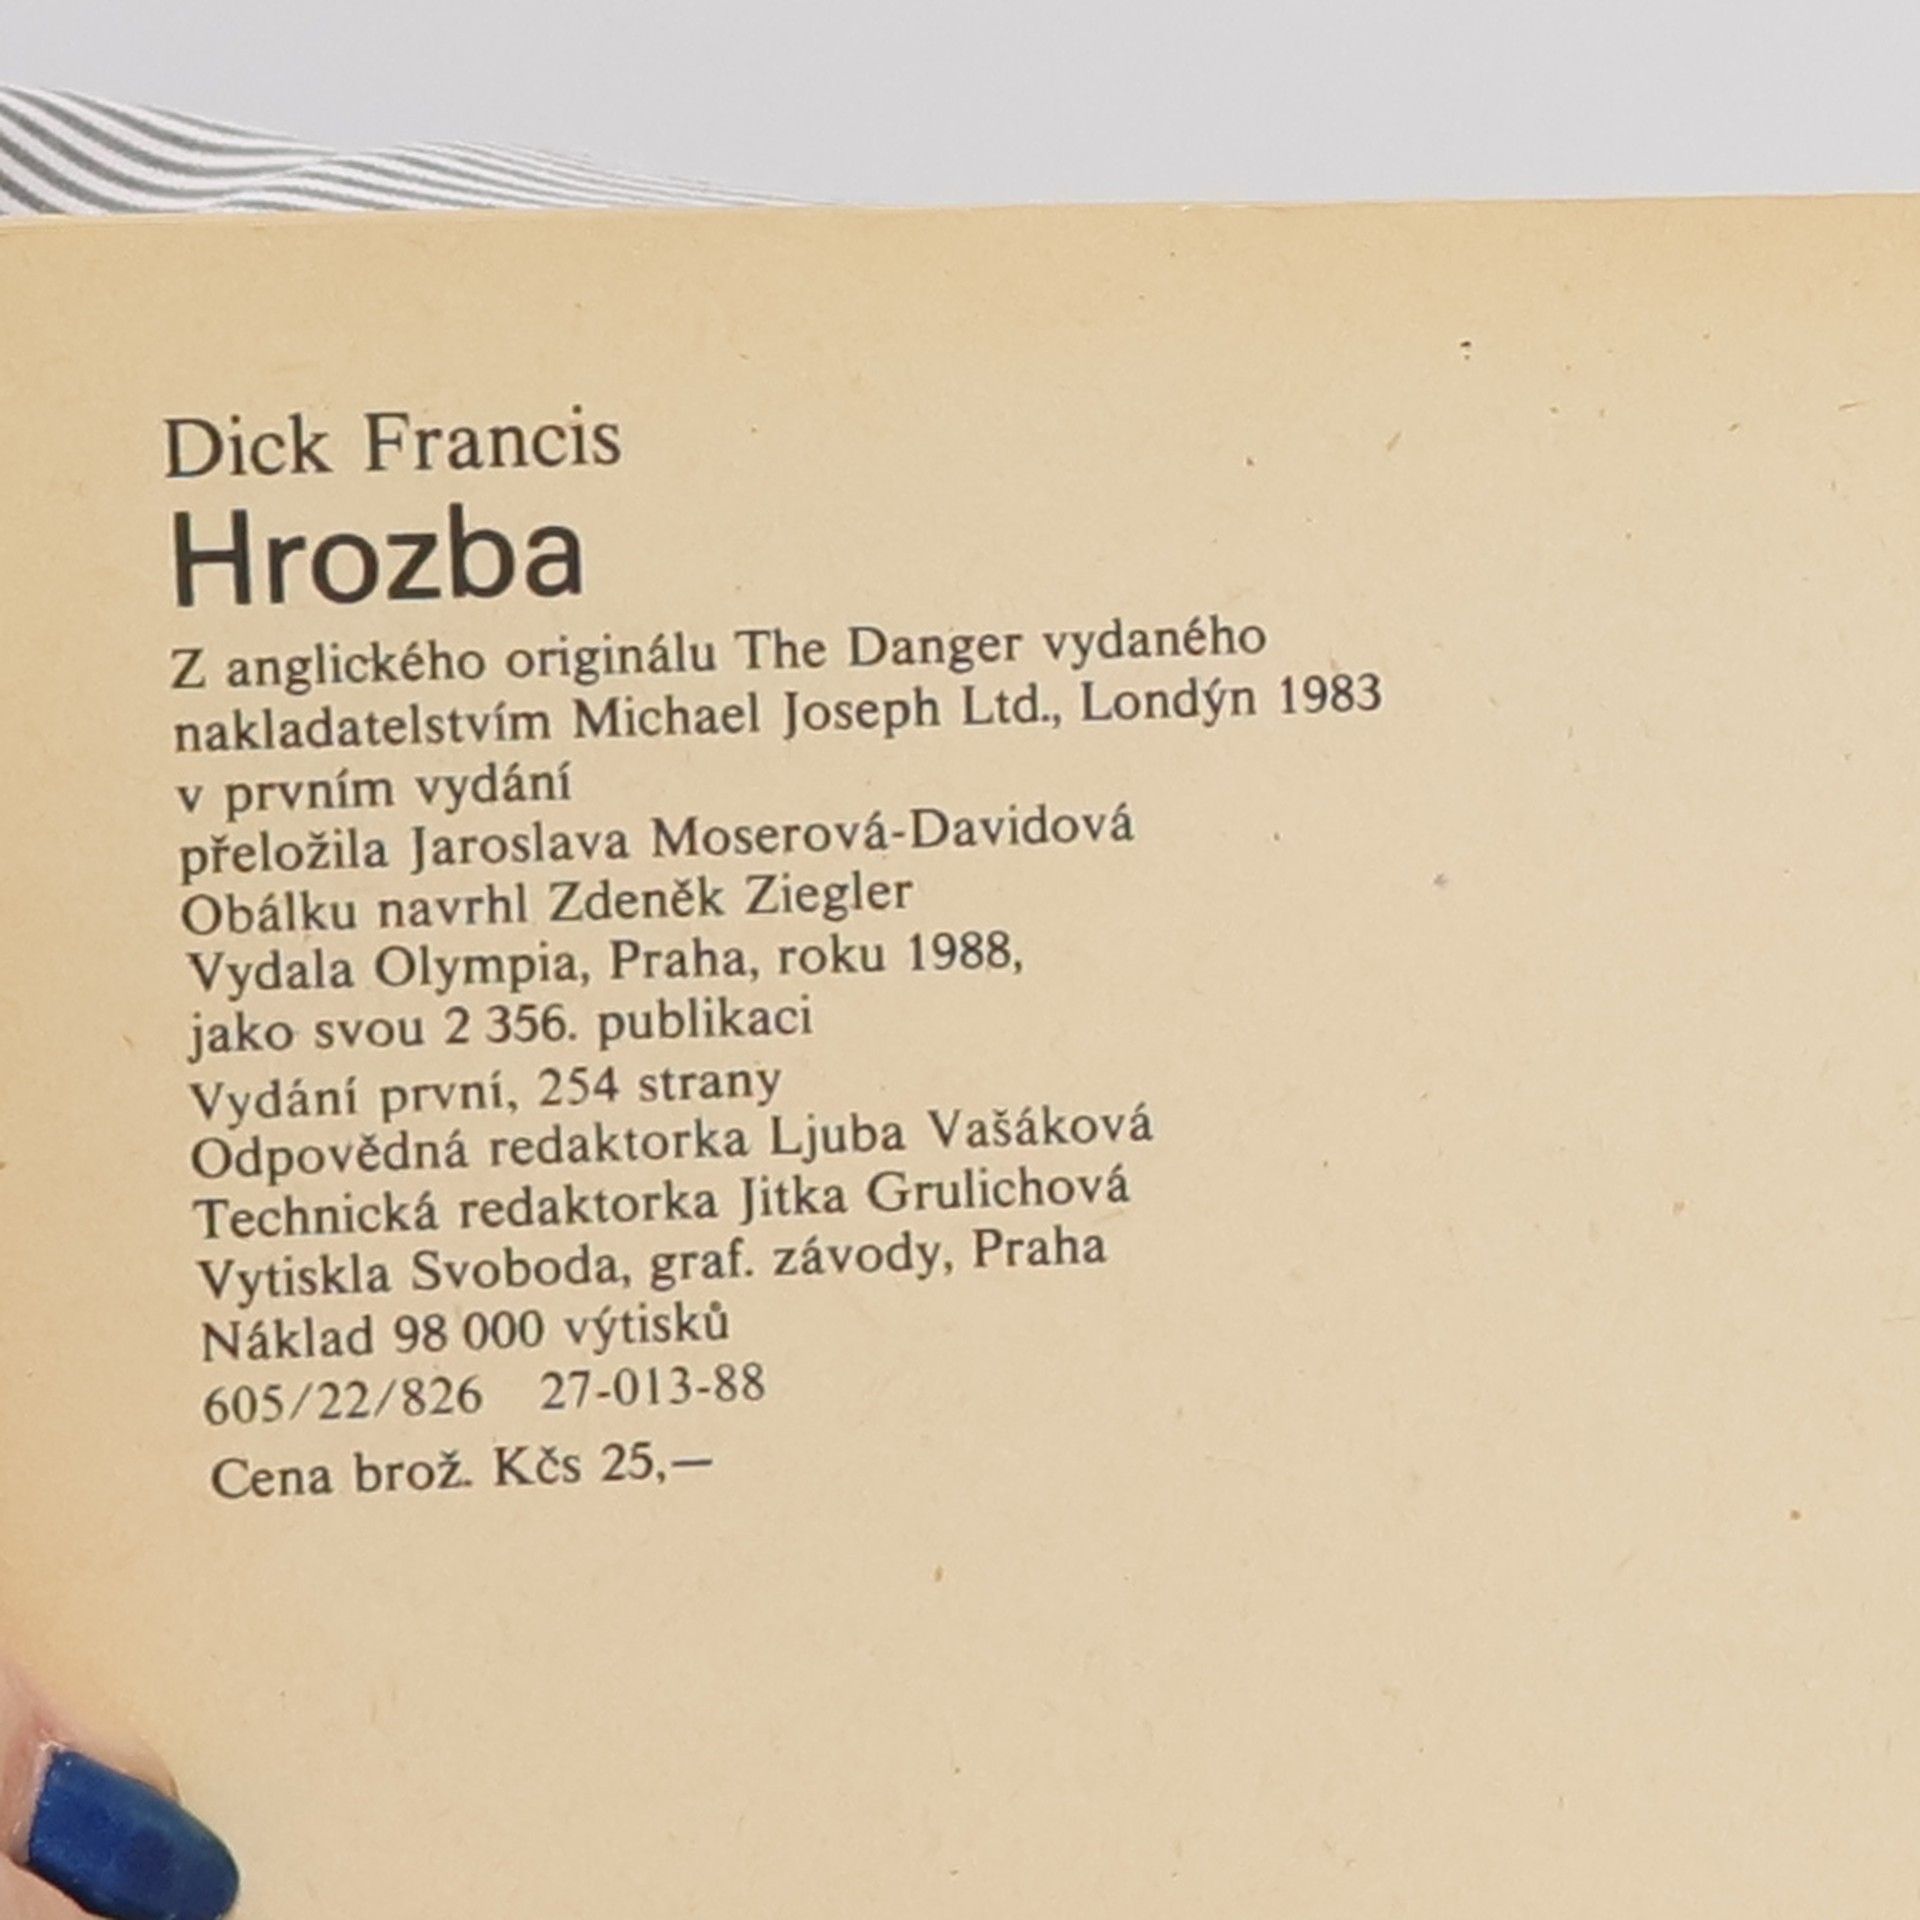 Dick Francis
Hrozba
Z anglického originálu The Danger vydaného
nakladatelstvím Michael Joseph Ltd., Londýn 1983
v prvním vydání
přeložila Jaroslava Moserová-Davidová
Obálku navrhl Zdeněk Ziegler
Vydala Olympia, Praha, roku 1988,
jako svou 2 356. publikaci
Vydání první, 254 strany
Odpovědná redaktorka Ljuba Vašáková
Technická redaktorka Jitka Grulichová
Vytiskla Svoboda, graf. závody, Praha
Náklad 98 000 výtisků
605/22/826 27-013-88
Cena brož. Kčs 25,—